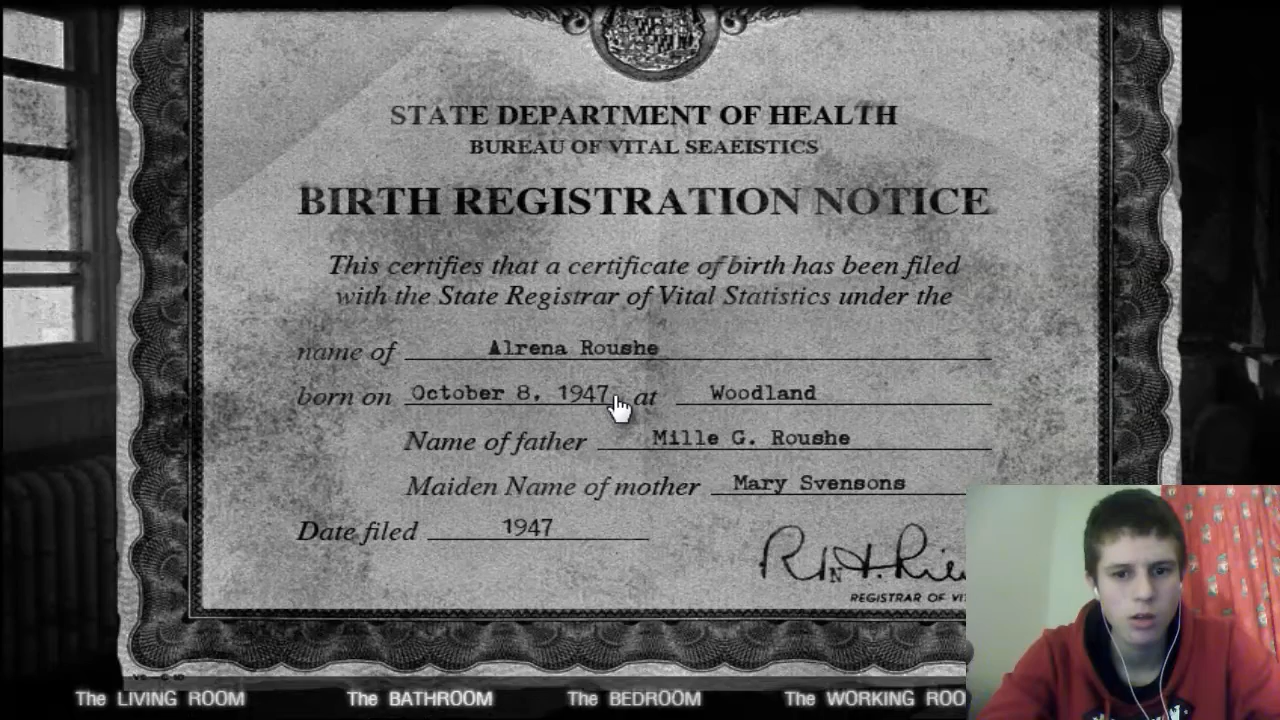 STATE DEPARTMENT OF HEALTH
BUREAU OF VITAL SEAEISTICS
BIRTH REGISTRATION NOTICE
This certifies that a certificate of birth has been filed
with the State Registrar of Vital Statistics under the
name of Alrena Roushe
born on October 8, 1947 at Woodland
Name of father Mille G. Roushe
Maiden Name of mother Mary Svensons
Date filed 1947
REGISTRAR OF
The LIVING ROOM The BATHROOM The BEDROOM The WORKING ROO